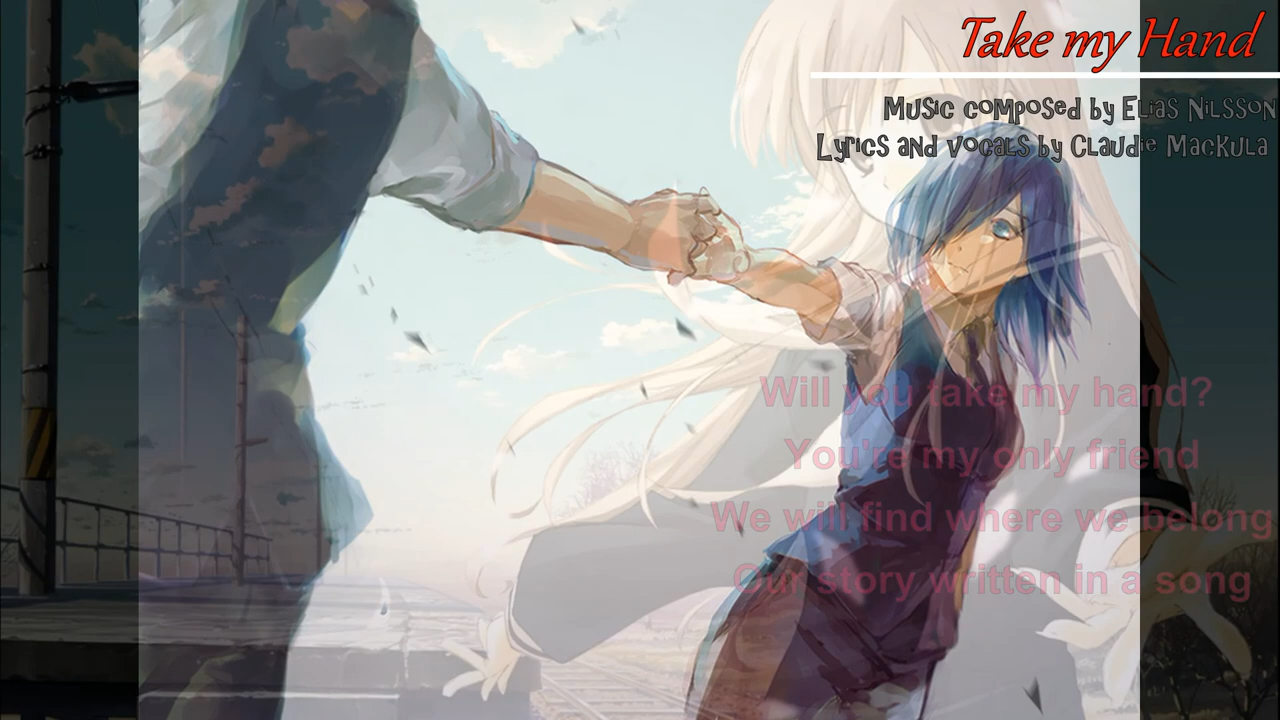 Take my Hand
Music composed by Elias Nilsson
Lyrics and vocals by Claudie Mackula
Will you take my hand?
You're my only friend
We will find where we belong
Our story written in a song